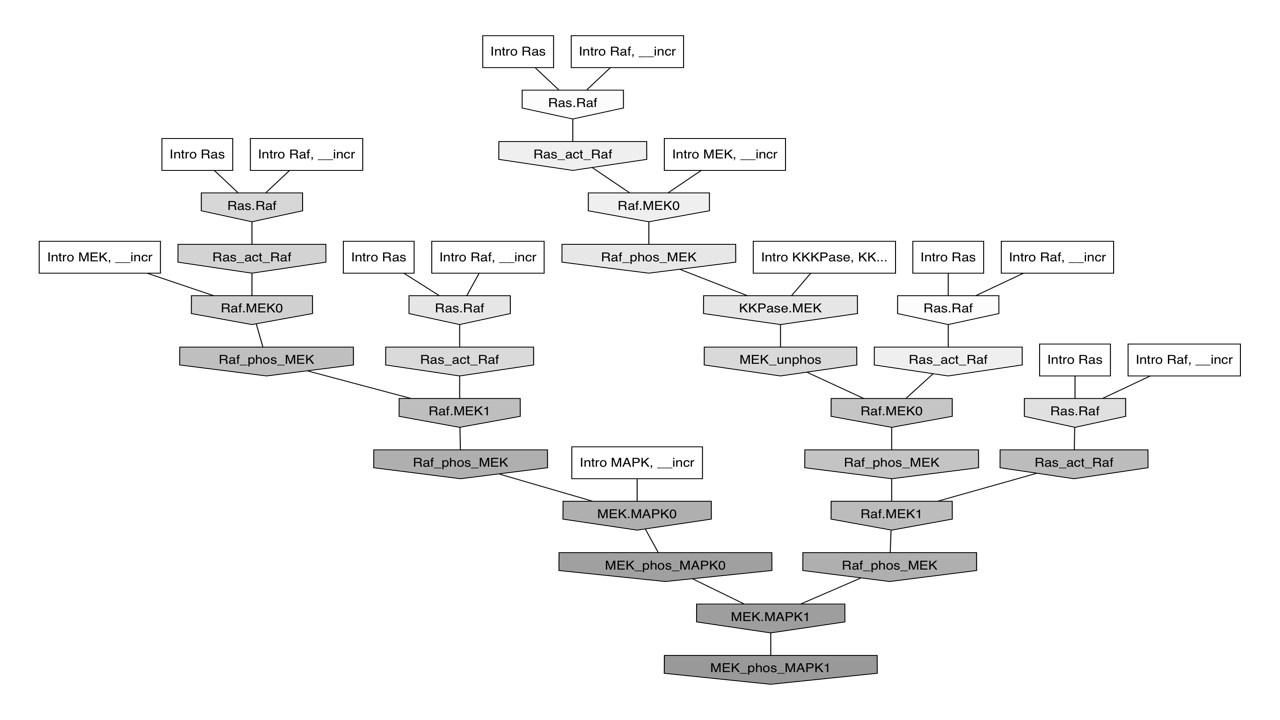 Intro Ras
Intro Raf, __incr
Ras.Raf
Intro Ras
Intro Raf, __incr
Ras_act_Raf
Intro MEK, __incr
Ras.Raf
Raf.MEK0
Intro MEK, __incr
Ras_act_Raf
Intro Ras
Intro Raf, __incr
Raf_phos_MEK
Intro KKKPase, KK...
Intro Ras
Intro Raf, __incr
Raf.MEK0
Ras.Raf
KKPase.MEK
Ras.Raf
Raf_phos_MEK
Ras_act_Raf
MEK_unphos
Ras_act_Raf
Intro Ras
Intro Raf, __incr
Raf.MEK1
Raf.MEK0
Ras.Raf
Raf_phos_MEK
Intro MAPK, __incr
Raf_phos_MEK
Ras_act_Raf
MEK.MAPK0
Raf.MEK1
MEK_phos_MAPK0
Raf_phos_MEK
MEK.MAPK1
MEK_phos_MAPK1